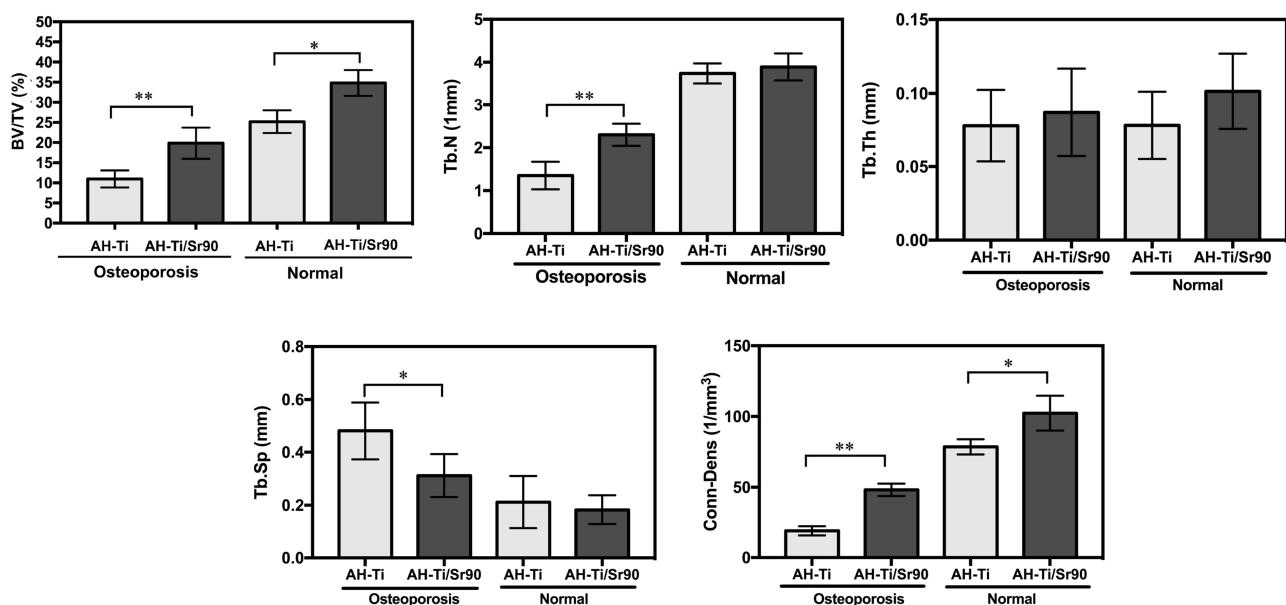 BV/TV (%)
50
45
40
35
30
25
20
15
10
5
0
**
*
AH-Ti AH-Ti/Sr90 AH-Ti AH-Ti/Sr90
Osteoporosis Normal
Tb.N (1mm)
5
4
3
2
1
0
**
AH-Ti AH-Ti/Sr90 AH-Ti AH-Ti/Sr90
Osteoporosis Normal
Tb.Th (mm)
0.15
0.10
0.05
0.00
AH-Ti AH-Ti/Sr90 AH-Ti AH-Ti/Sr90
Osteoporosis Normal
Tb.Sp (mm)
0.8
0.6
0.4
0.2
0.0
*
AH-Ti AH-Ti/Sr90 AH-Ti AH-Ti/Sr90
Osteoporosis Normal
Conn-Dens (1/mm³)
150
100
50
0
**
*
AH-Ti AH-Ti/Sr90 AH-Ti AH-Ti/Sr90
Osteoporosis Normal